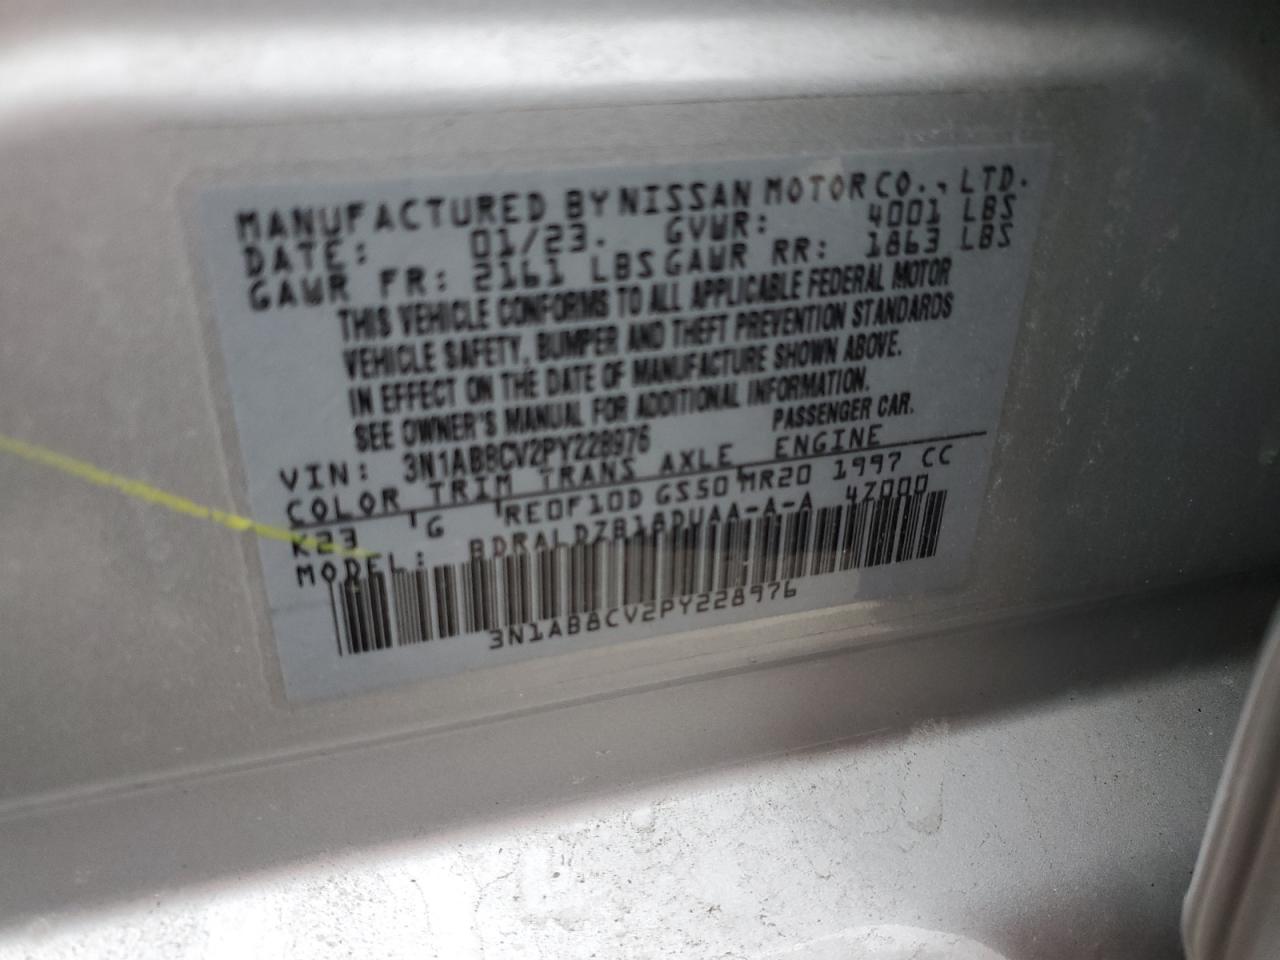 MANUFACTURED BY NISSAN MOTOR CO., LTD.
DATE: 01/23. GVWR: 4001 LBS
GAWR FR: 2161 LBS GAWR RR: 1863 LBS
THIS VEHICLE CONFORMS TO ALL APPLICABLE FEDERAL MOTOR
VEHICLE SAFETY, BUMPER AND THEFT PREVENTION STANDARDS
IN EFFECT ON THE DATE OF MANUFACTURE SHOWN ABOVE.
SEE OWNER'S MANUAL FOR ADDITIONAL INFORMATION.
VIN: 3N1AB8CV2PY228976 PASSENGER CAR.
COLOR TRIM TRANS AXLE ENGINE
K23 G RE0F10D GS50 MR20 1997 CC
MODEL: BDRALDZB18DUAA-A-A 47000
3N1AB8CV2PY228976